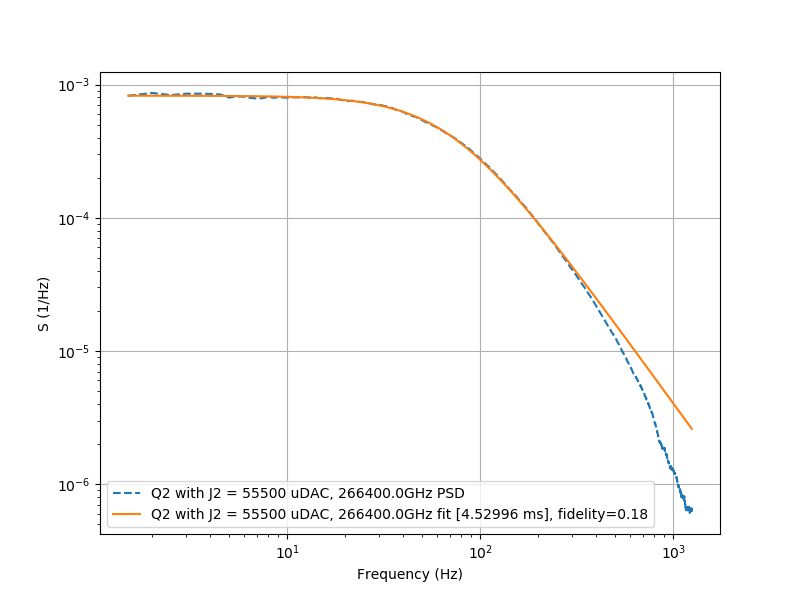 10⁻³
10⁻⁴
10⁻⁵
10⁻⁶
S (1/Hz)
Q2 with J2 = 55500 uDAC, 266400.0GHz PSD
Q2 with J2 = 55500 uDAC, 266400.0GHz fit [4.52996 ms], fidelity=0.18
10¹ 10² 10³
Frequency (Hz)